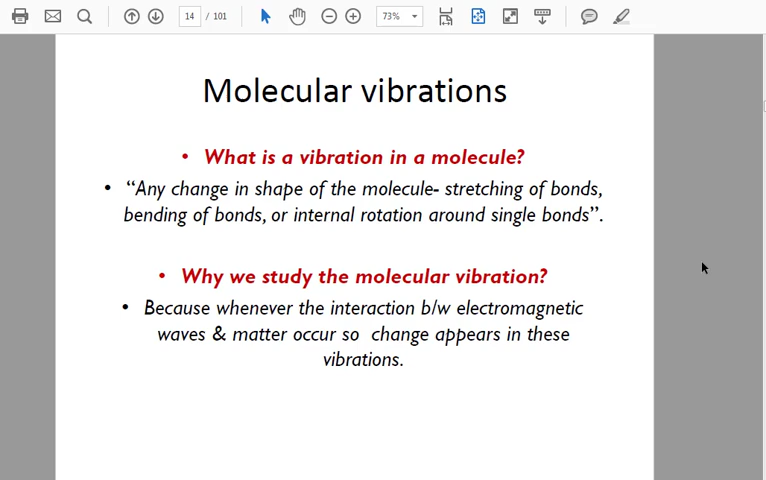 14 / 101 73%
Molecular vibrations
• What is a vibration in a molecule?
• “Any change in shape of the molecule- stretching of bonds,
bending of bonds, or internal rotation around single bonds”.
• Why we study the molecular vibration?
• Because whenever the interaction b/w electromagnetic
waves & matter occur so change appears in these
vibrations.